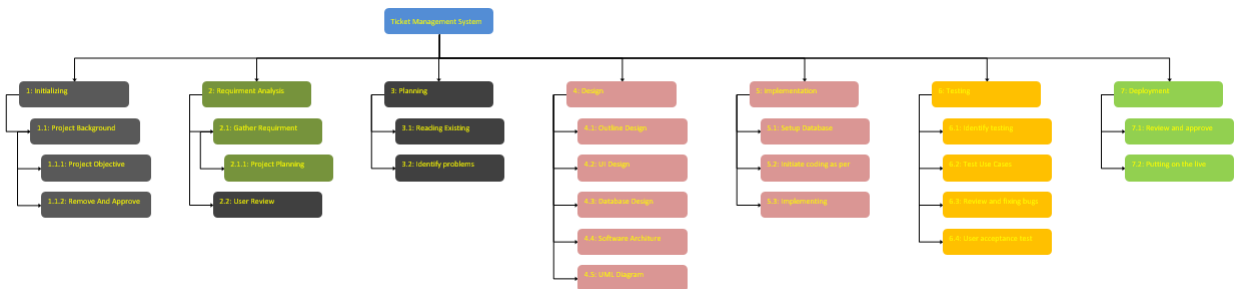 Ticket Management System
1: Initializing
1.1: Project Background
1.1.1: Project Objective
1.1.2: Remove And Approve
2: Requirment Analysis
2.1: Gather Requirment
2.1.1: Project Planning
2.2: User Review
3: Planning
3.1: Reading Existing
3.2: Identify problems
4: Design
4.1: Outline Design
4.2: UI Design
4.3: Database Design
4.4: Software Architure
4.5: UML Diagram
5: Implementation
5.1: Setup Database
5.2: Initiate coding as per
5.3: Implementing
6: Testing
6.1: Identify testing
6.2: Test Use Cases
6.3: Review and fixing bugs
6.4: User acceptance test
7: Deployment
7.1: Review and approve
7.2: Putting on the live